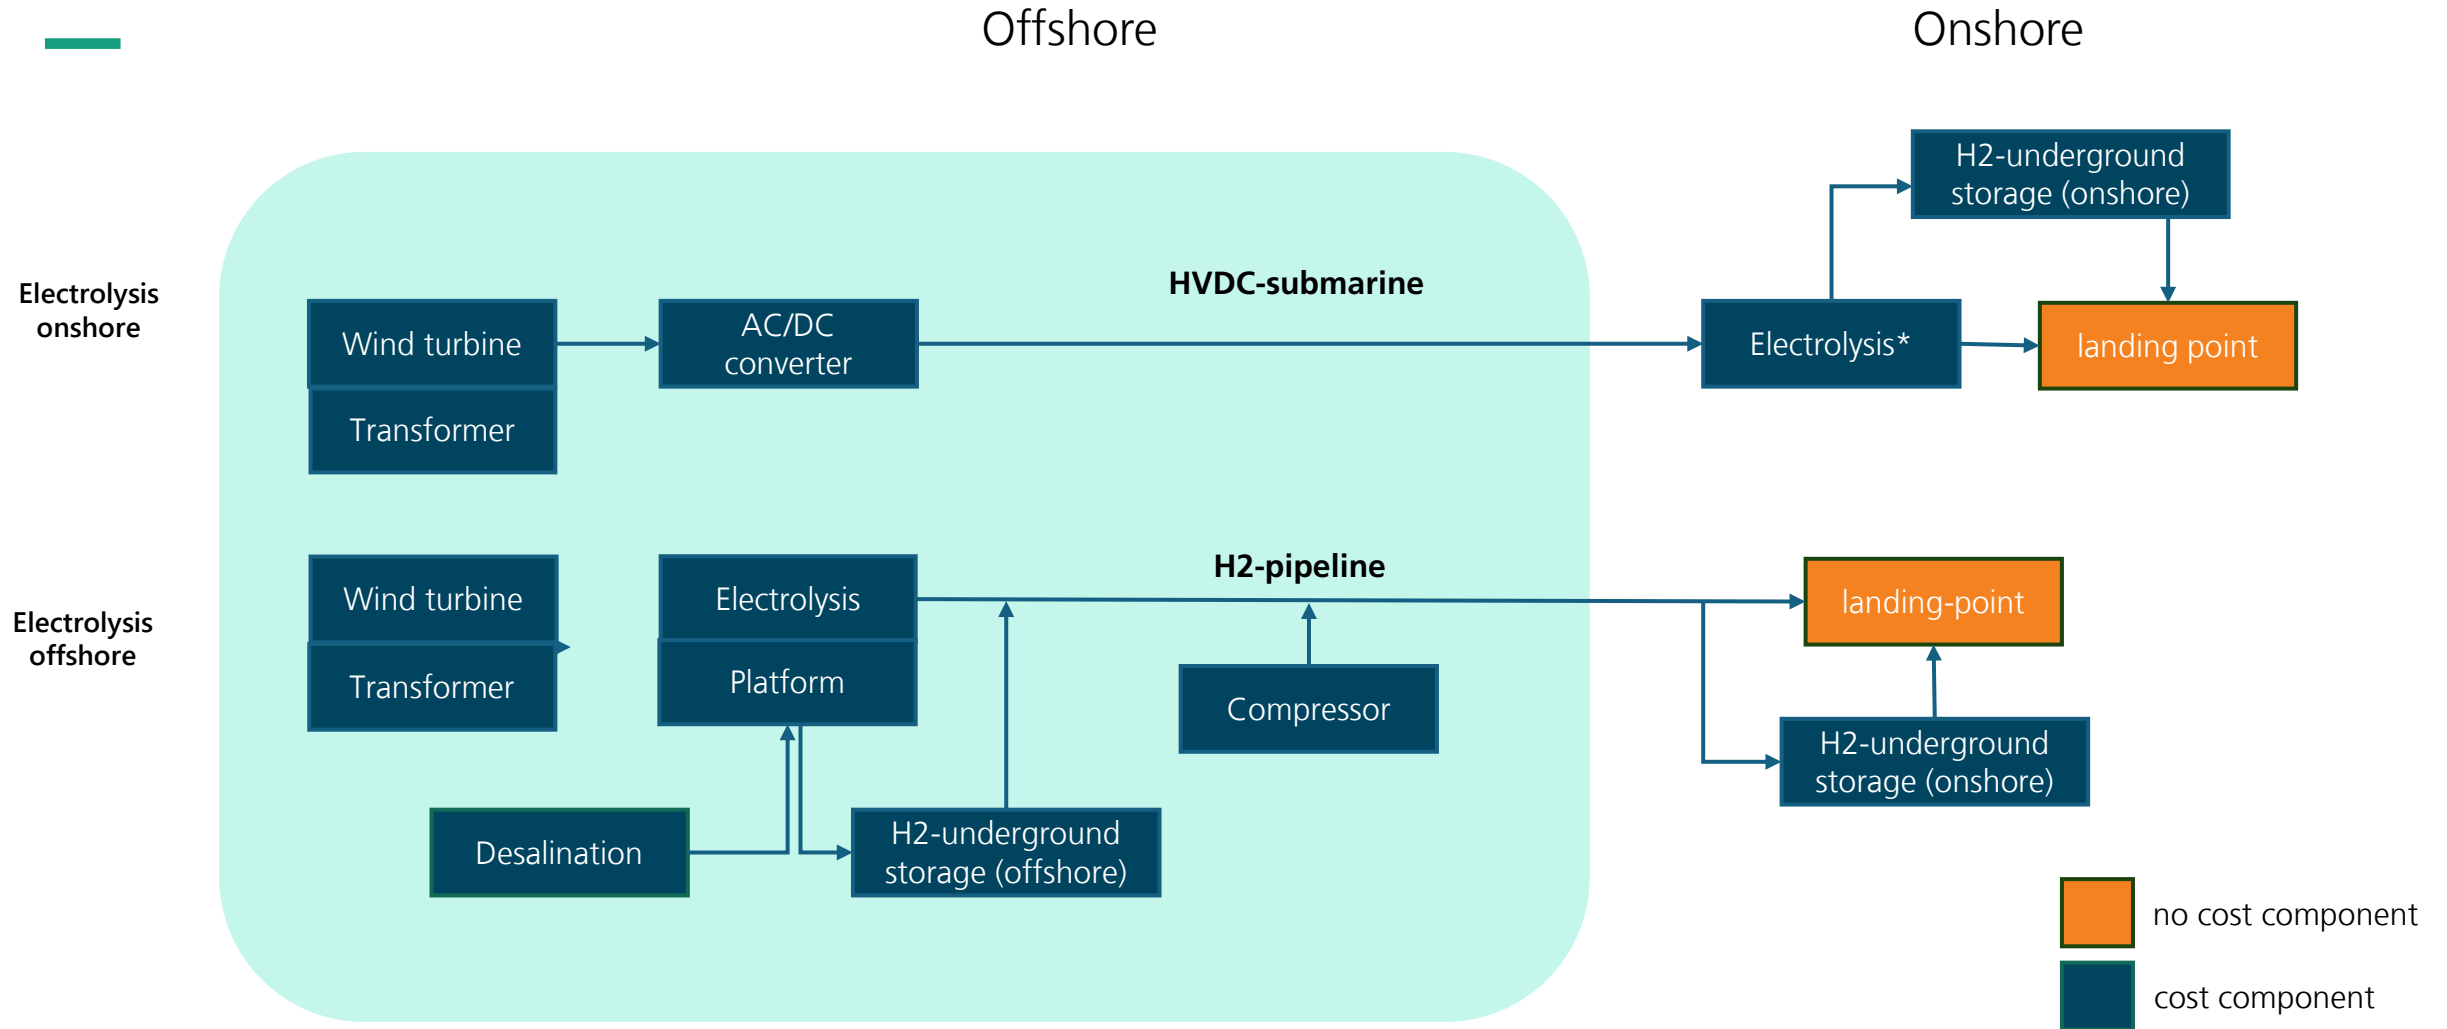 Offshore
Onshore
H2-underground
storage (onshore)
Electrolysis
onshore
HVDC-submarine
Wind turbine
AC/DC
converter
Electrolysis*
landing point
Transformer
Electrolysis
offshore
H2-pipeline
Wind turbine
Electrolysis
landing-point
Transformer
Platform
Compressor
H2-underground
storage (onshore)
Desalination
H2-underground
storage (offshore)
no cost component
cost component